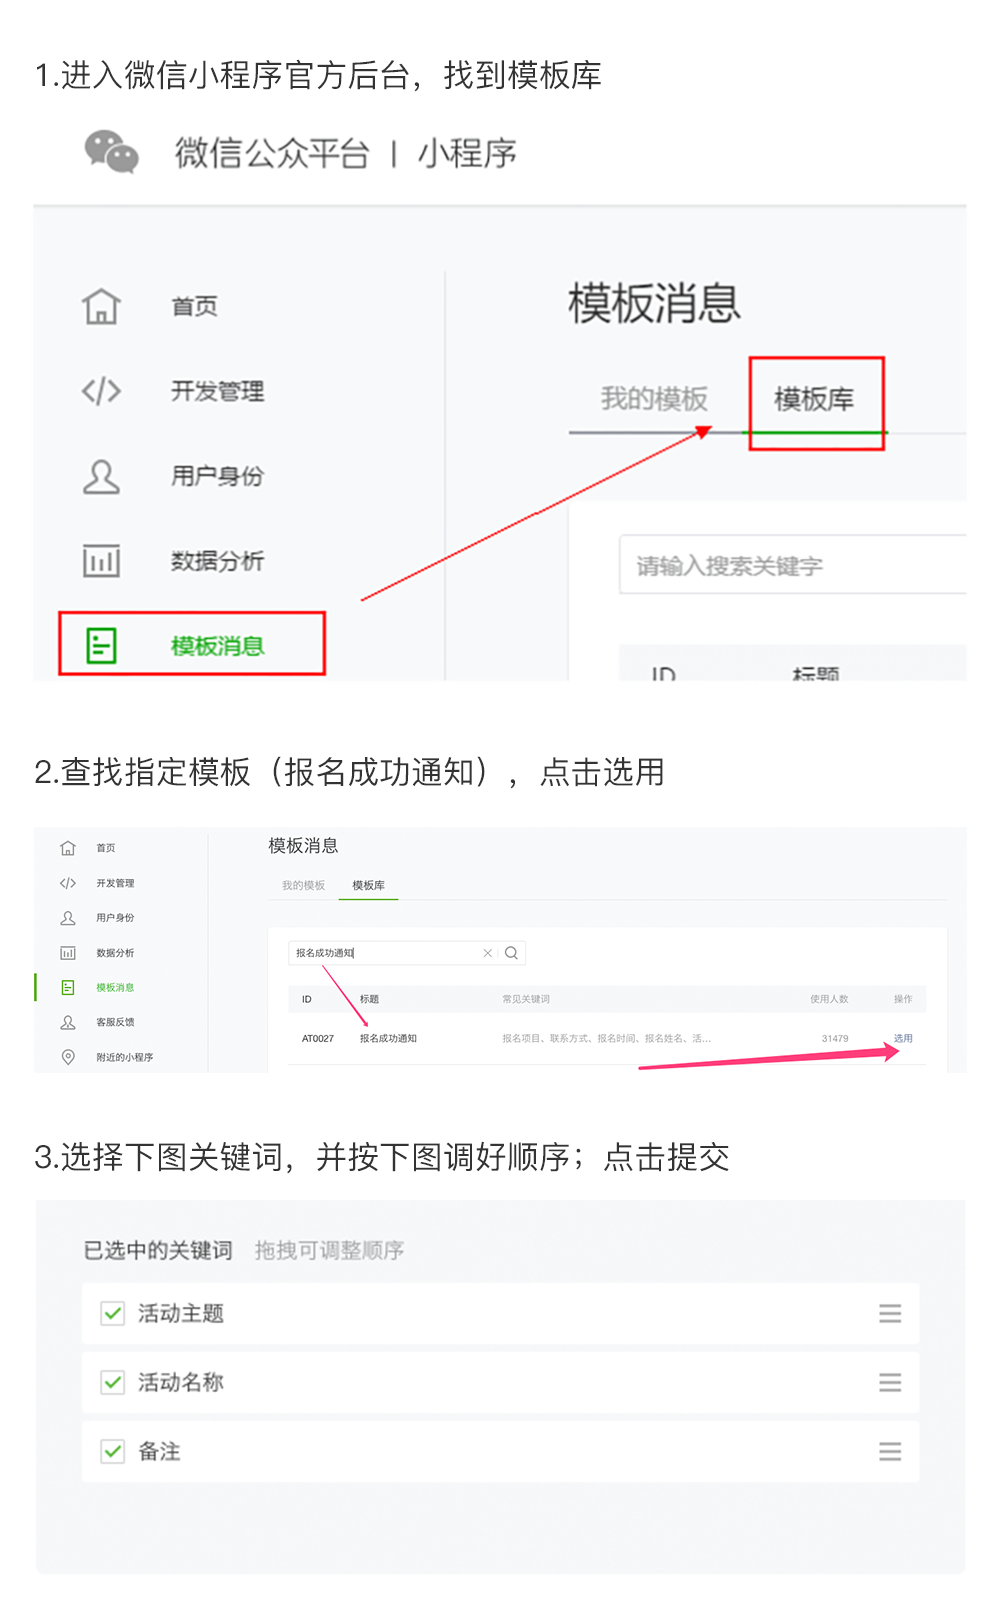 1.进入微信小程序官方后台，找到模板库
微信公众平台 | 小程序
首页
开发管理
用户身份
数据分析
模板消息
模板消息
我的模板 模板库
请输入搜索关键字
ID 标题
2.查找指定模板（报名成功通知），点击选用
首页
开发管理
用户身份
数据分析
模板消息
客服反馈
附近的小程序
模板消息
我的模板 模板库
报名成功通知
ID 标题 常见关键词 使用人数 操作
AT0027 报名成功通知 报名项目、联系方式、报名时间、报名姓名、活... 31479 选用
3.选择下图关键词，并按下图调好顺序；点击提交
已选中的关键词 拖拽可调整顺序
活动主题
活动名称
备注